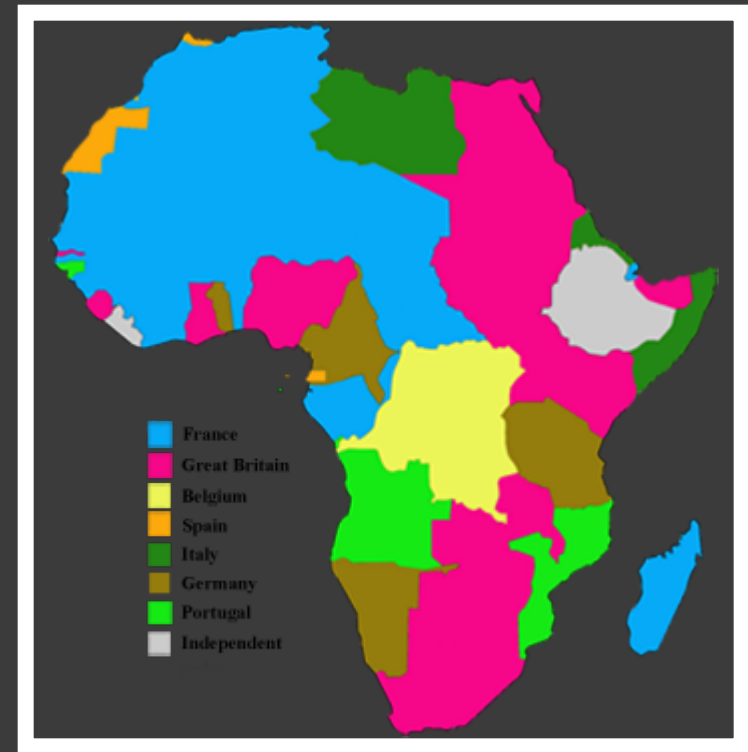 France
Great Britain
Belgium
Spain
Italy
Germany
Portugal
Independent